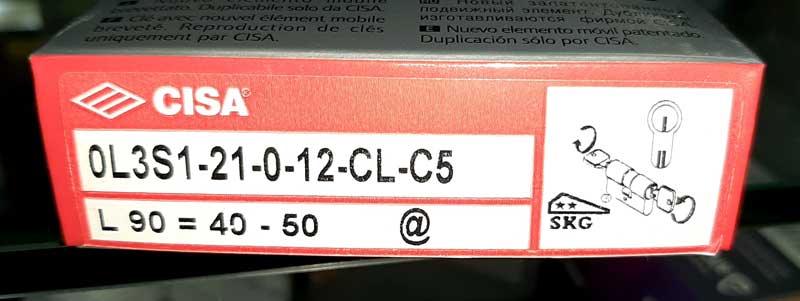 Duplicable solo da CISA.
Clé avec nouvel élément mobile
breveté. Reproduction de clés
uniquement par CISA.
Новый запатентованный
подвижный элемент.
изготавливаются фирмой
E Nuevo elemento móvil patentado
Duplicación sólo por CISA.
CISA®
0L3S1-21-0-12-CL-C5
L 90 = 40 - 50 @
SKG
®